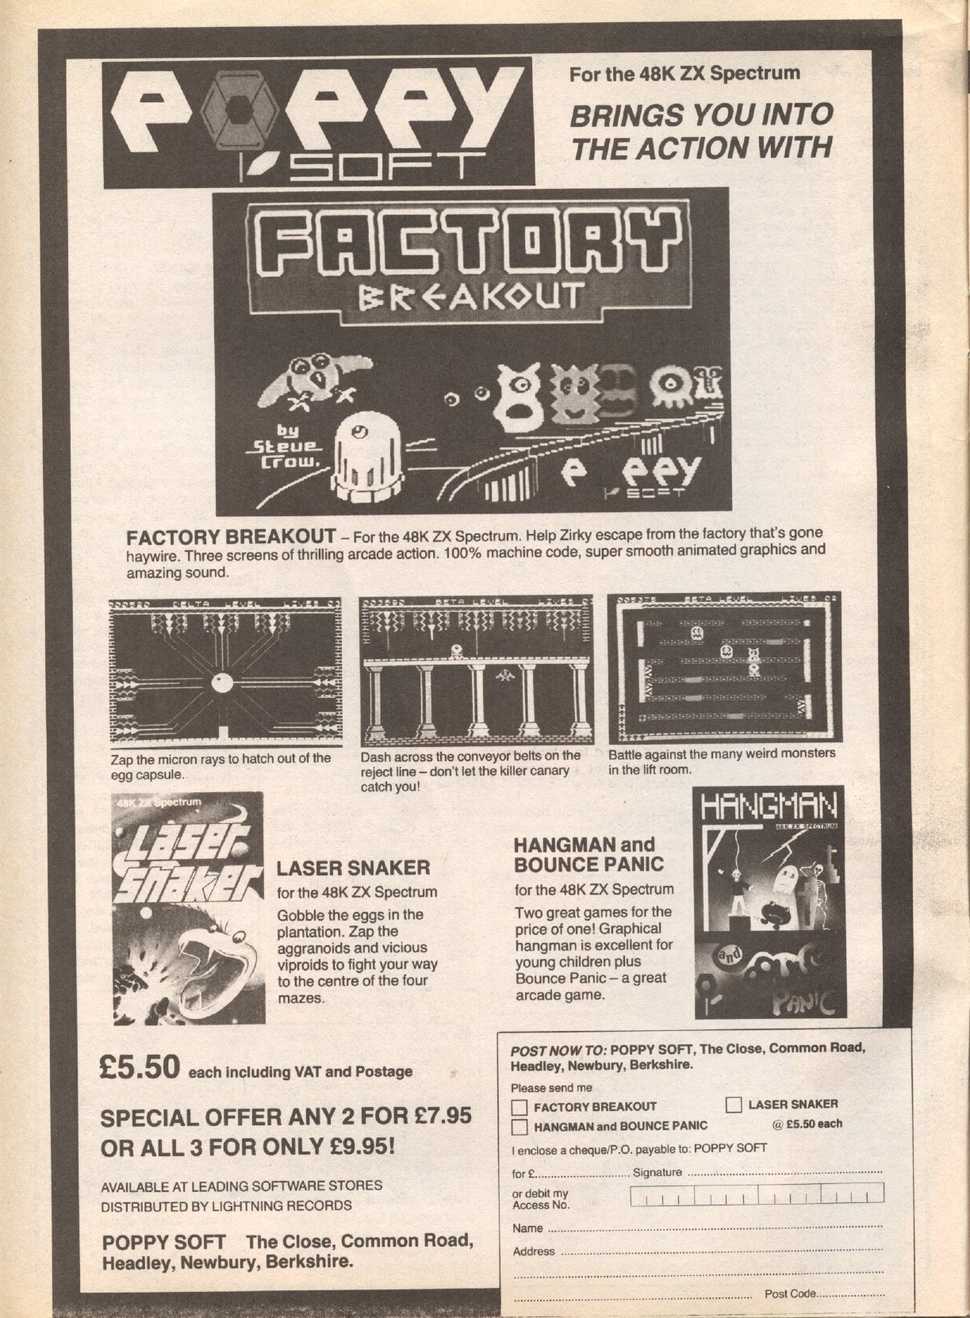 For the 48K ZX Spectrum
POPPY
SOFT
BRINGS YOU INTO
THE ACTION WITH
FACTORY
BREAKOUT
by
Steve
Crow.
POPPY
SOFT
FACTORY BREAKOUT – For the 48K ZX Spectrum. Help Zirky escape from the factory that's gone
haywire. Three screens of thrilling arcade action. 100% machine code, super smooth animated graphics and
amazing sound.
DELTA LEVEL LIVES
BETA LEVEL LIVES
BETA LEVEL LIVES
Zap the micron rays to hatch out of the
egg capsule.
Dash across the conveyor belts on the
reject line – don't let the killer canary
catch you!
Battle against the many weird monsters
in the lift room.
48K ZX Spectrum
Laser
Snaker
LASER SNAKER
for the 48K ZX Spectrum
Gobble the eggs in the
plantation. Zap the
aggranoids and vicious
viproids to fight your way
to the centre of the four
mazes.
HANGMAN and
BOUNCE PANIC
for the 48K ZX Spectrum
Two great games for the
price of one! Graphical
hangman is excellent for
young children plus
Bounce Panic – a great
arcade game.
HANGMAN
48K ZX SPECTRUM
and
PANIC
£5.50 each including VAT and Postage
SPECIAL OFFER ANY 2 FOR £7.95
OR ALL 3 FOR ONLY £9.95!
AVAILABLE AT LEADING SOFTWARE STORES
DISTRIBUTED BY LIGHTNING RECORDS
POPPY SOFT The Close, Common Road,
Headley, Newbury, Berkshire.
POST NOW TO: POPPY SOFT, The Close, Common Road,
Headley, Newbury, Berkshire.
Please send me
FACTORY BREAKOUT LASER SNAKER
HANGMAN and BOUNCE PANIC @ £5.50 each
I enclose a cheque/P.O. payable to: POPPY SOFT
for £.............................. Signature ..............................
or debit my
Access No.
Name ..............................
Address ..............................
Post Code..............................